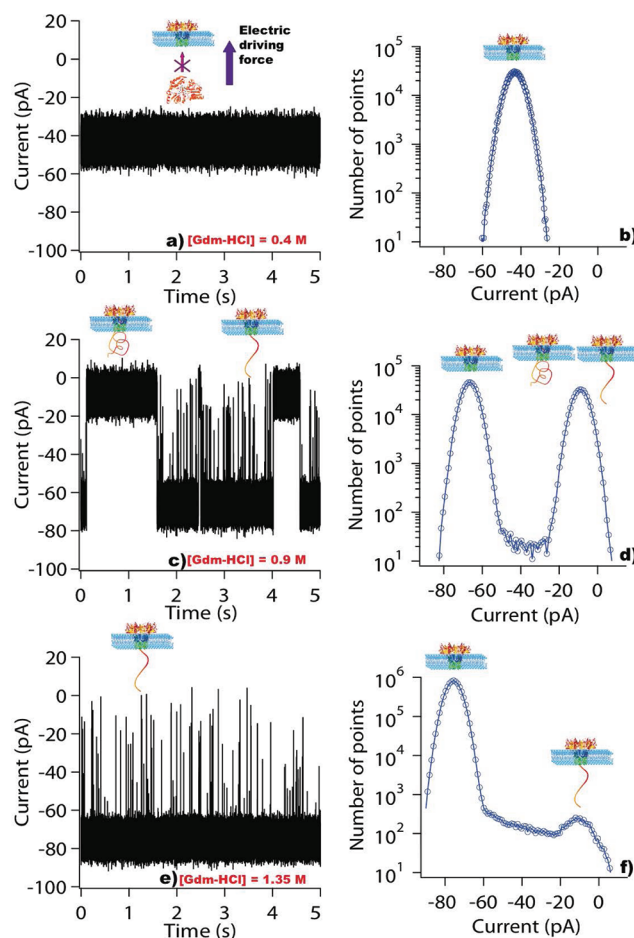 Electric
driving
force
Current (pA)
20
0
-20
-40
-60
-80
-100
a) [Gdm-HCl] = 0.4 M
0 1 2 3 4 5
Time (s)
Number of points
10^5
10^4
10^3
10^2
10^1
b)
-80 -60 -40 -20 0
Current (pA)
Current (pA)
20
0
-20
-40
-60
-80
-100
c) [Gdm-HCl] = 0.9 M
0 1 2 3 4 5
Time (s)
Number of points
10^5
10^4
10^3
10^2
10^1
d)
-80 -60 -40 -20 0
Current (pA)
Current (pA)
20
0
-20
-40
-60
-80
-100
e) [Gdm-HCl] = 1.35 M
0 1 2 3 4 5
Time (s)
Number of points
10^6
10^5
10^4
10^3
10^2
10^1
f)
-80 -60 -40 -20 0
Current (pA)